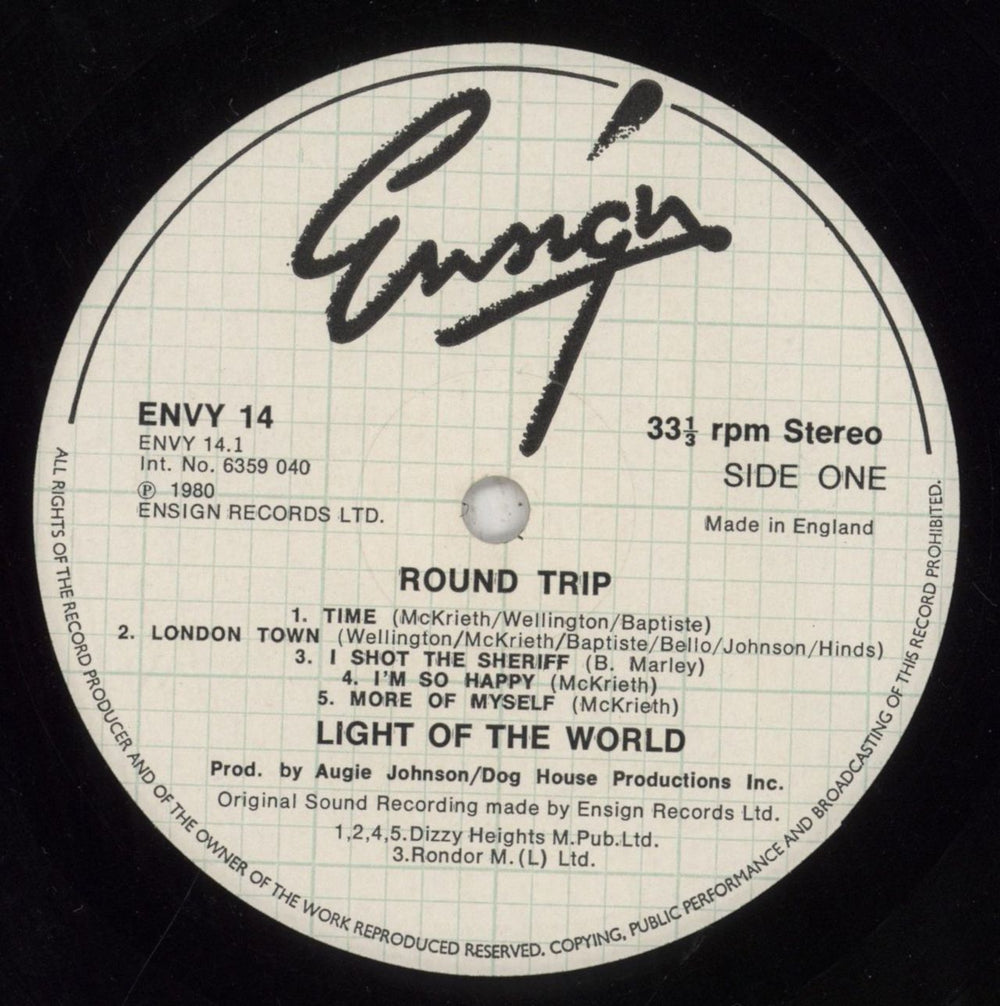 Ensign
ENVY 14
ENVY 14.1
Int. No. 6359 040
℗ 1980
ENSIGN RECORDS LTD.
33⅓ rpm Stereo
SIDE ONE
Made in England
ROUND TRIP
1. TIME (McKrieth/Wellington/Baptiste)
2. LONDON TOWN (Wellington/McKrieth/Baptiste/Bello/Johnson/Hinds)
3. I SHOT THE SHERIFF (B. Marley)
4. I'M SO HAPPY (McKrieth)
5. MORE OF MYSELF (McKrieth)
LIGHT OF THE WORLD
Prod. by Augie Johnson/Dog House Productions Inc.
Original Sound Recording made by Ensign Records Ltd.
1,2,4,5.Dizzy Heights M.Pub.Ltd.
3.Rondor M.(L) Ltd.
ALL RIGHTS OF THE RECORD PRODUCER AND OF THE OWNER OF THE WORK REPRODUCED RESERVED. COPYING, PUBLIC PERFORMANCE AND BROADCASTING OF THIS RECORD PROHIBITED.